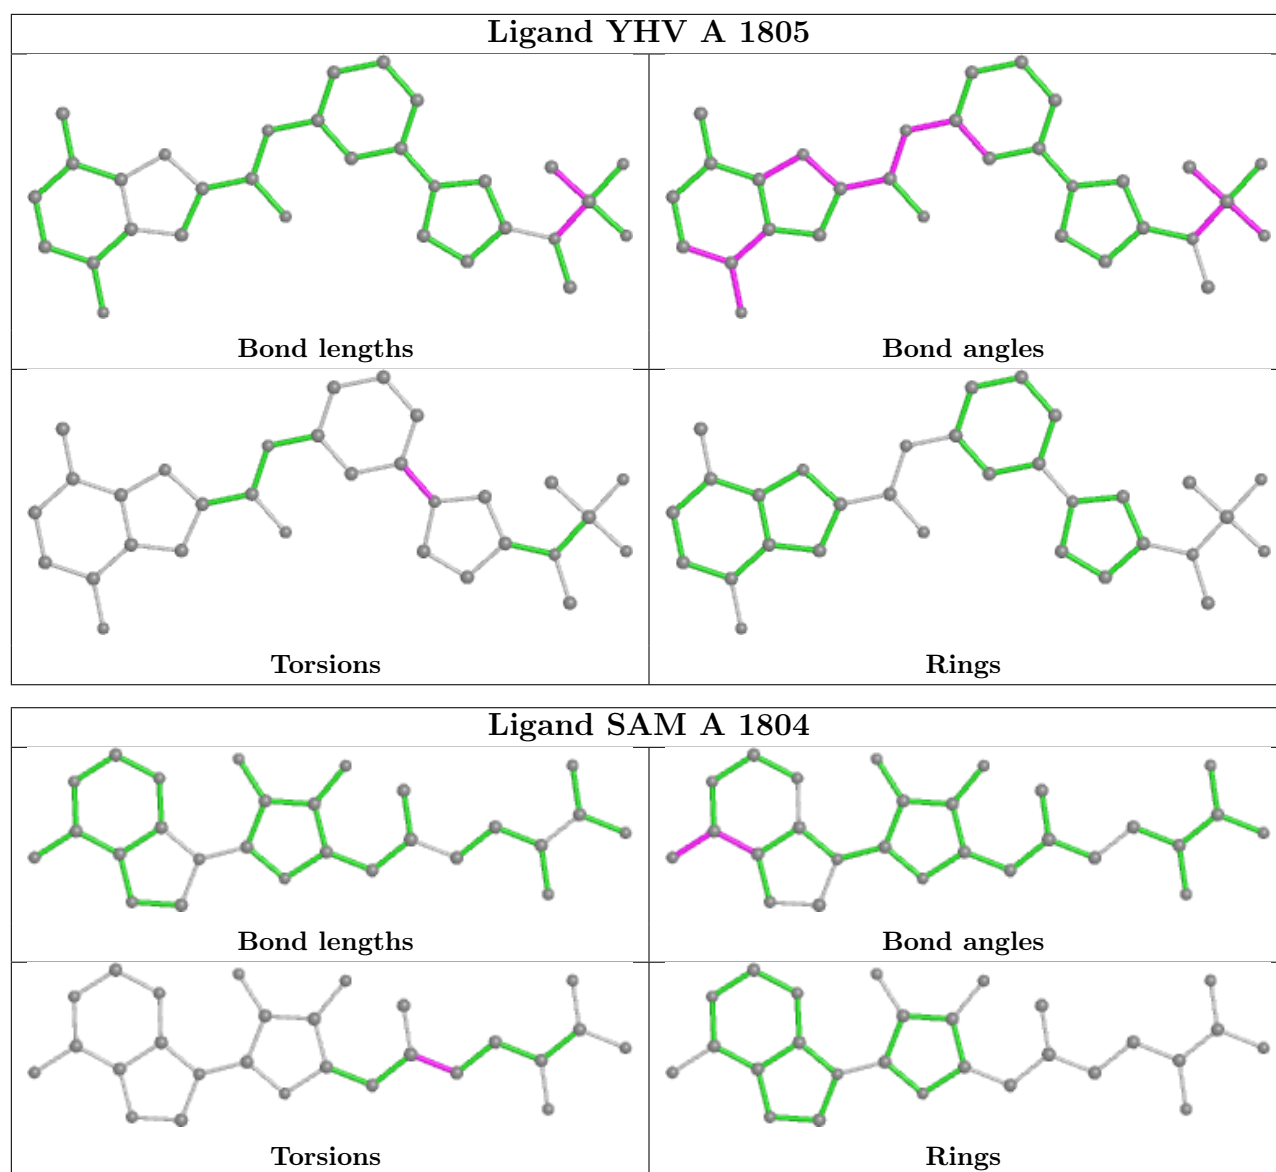 Ligand YHV A 1805
Bond lengths
Bond angles
Torsions
Rings
Ligand SAM A 1804
Bond lengths
Bond angles
Torsions
Rings